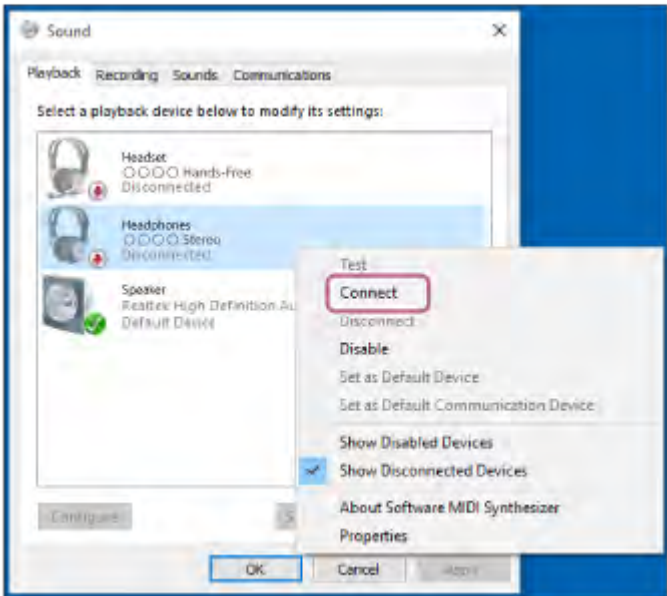 Sound
Playback Recording Sounds Communications
Select a playback device below to modify its settings:
Headset
○○○○ Hands-Free
Disconnected
Headphones
○○○○ Stereo
Disconnected
Speaker
Realtek High Definition Au
Default Device
Test
Connect
Disconnect
Disable
Set as Default Device
Set as Default Communication Device
Show Disabled Devices
Show Disconnected Devices
About Software MIDI Synthesizer
Properties
Configure S
OK Cancel Apply